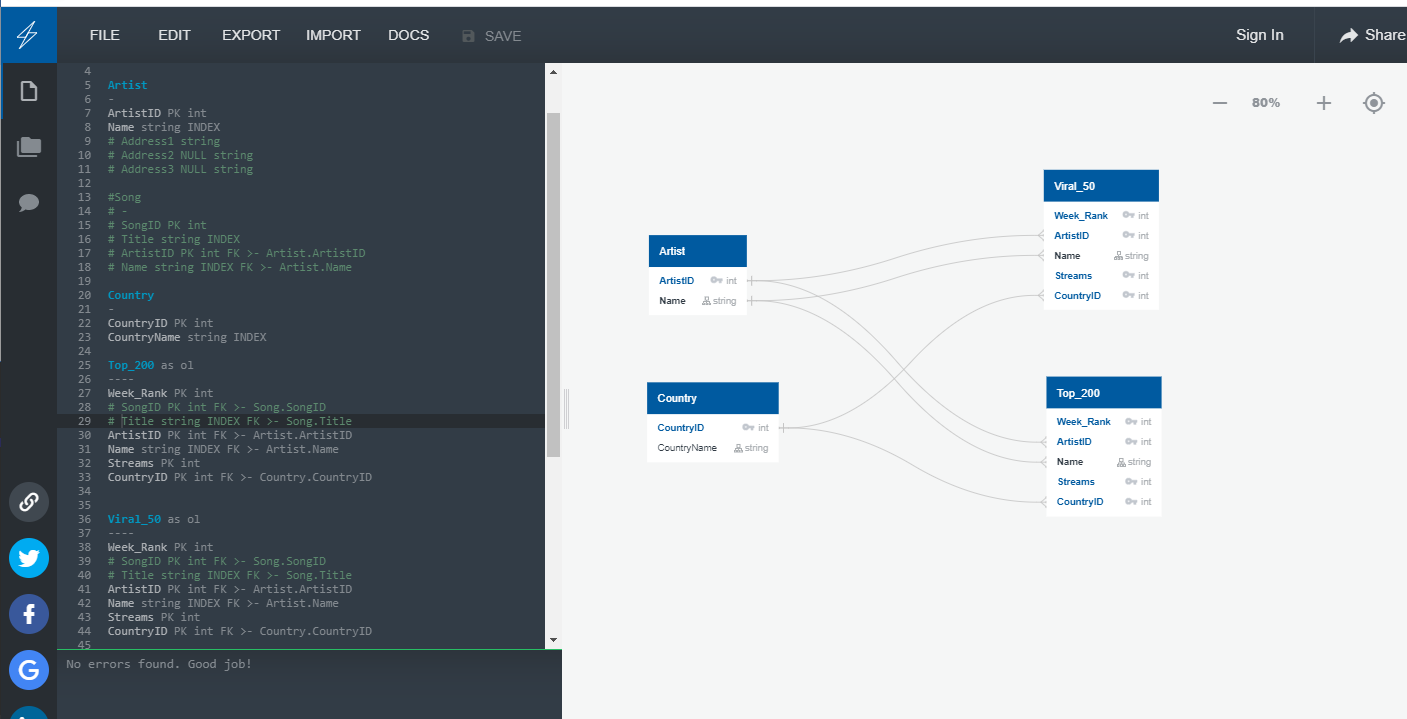 FILE EDIT EXPORT IMPORT DOCS SAVE Sign In Share
4
5 Artist
6 -
7 ArtistID PK int
8 Name string INDEX
9 # Address1 string
10 # Address2 NULL string
11 # Address3 NULL string
12
13 #Song
14 # -
15 # SongID PK int
16 # Title string INDEX
17 # ArtistID PK int FK >- Artist.ArtistID
18 # Name string INDEX FK >- Artist.Name
19
20 Country
21 -
22 CountryID PK int
23 CountryName string INDEX
24
25 Top_200 as ol
26 ----
27 Week_Rank PK int
28 # SongID PK int FK >- Song.SongID
29 # Title string INDEX FK >- Song.Title
30 ArtistID PK int FK >- Artist.ArtistID
31 Name string INDEX FK >- Artist.Name
32 Streams PK int
33 CountryID PK int FK >- Country.CountryID
34
35
36 Viral_50 as ol
37 ----
38 Week_Rank PK int
39 # SongID PK int FK >- Song.SongID
40 # Title string INDEX FK >- Song.Title
41 ArtistID PK int FK >- Artist.ArtistID
42 Name string INDEX FK >- Artist.Name
43 Streams PK int
44 CountryID PK int FK >- Country.CountryID
45
No errors found. Good job!
80%
Artist
ArtistID int
Name string
Country
CountryID int
CountryName string
Viral_50
Week_Rank int
ArtistID int
Name string
Streams int
CountryID int
Top_200
Week_Rank int
ArtistID int
Name string
Streams int
CountryID int